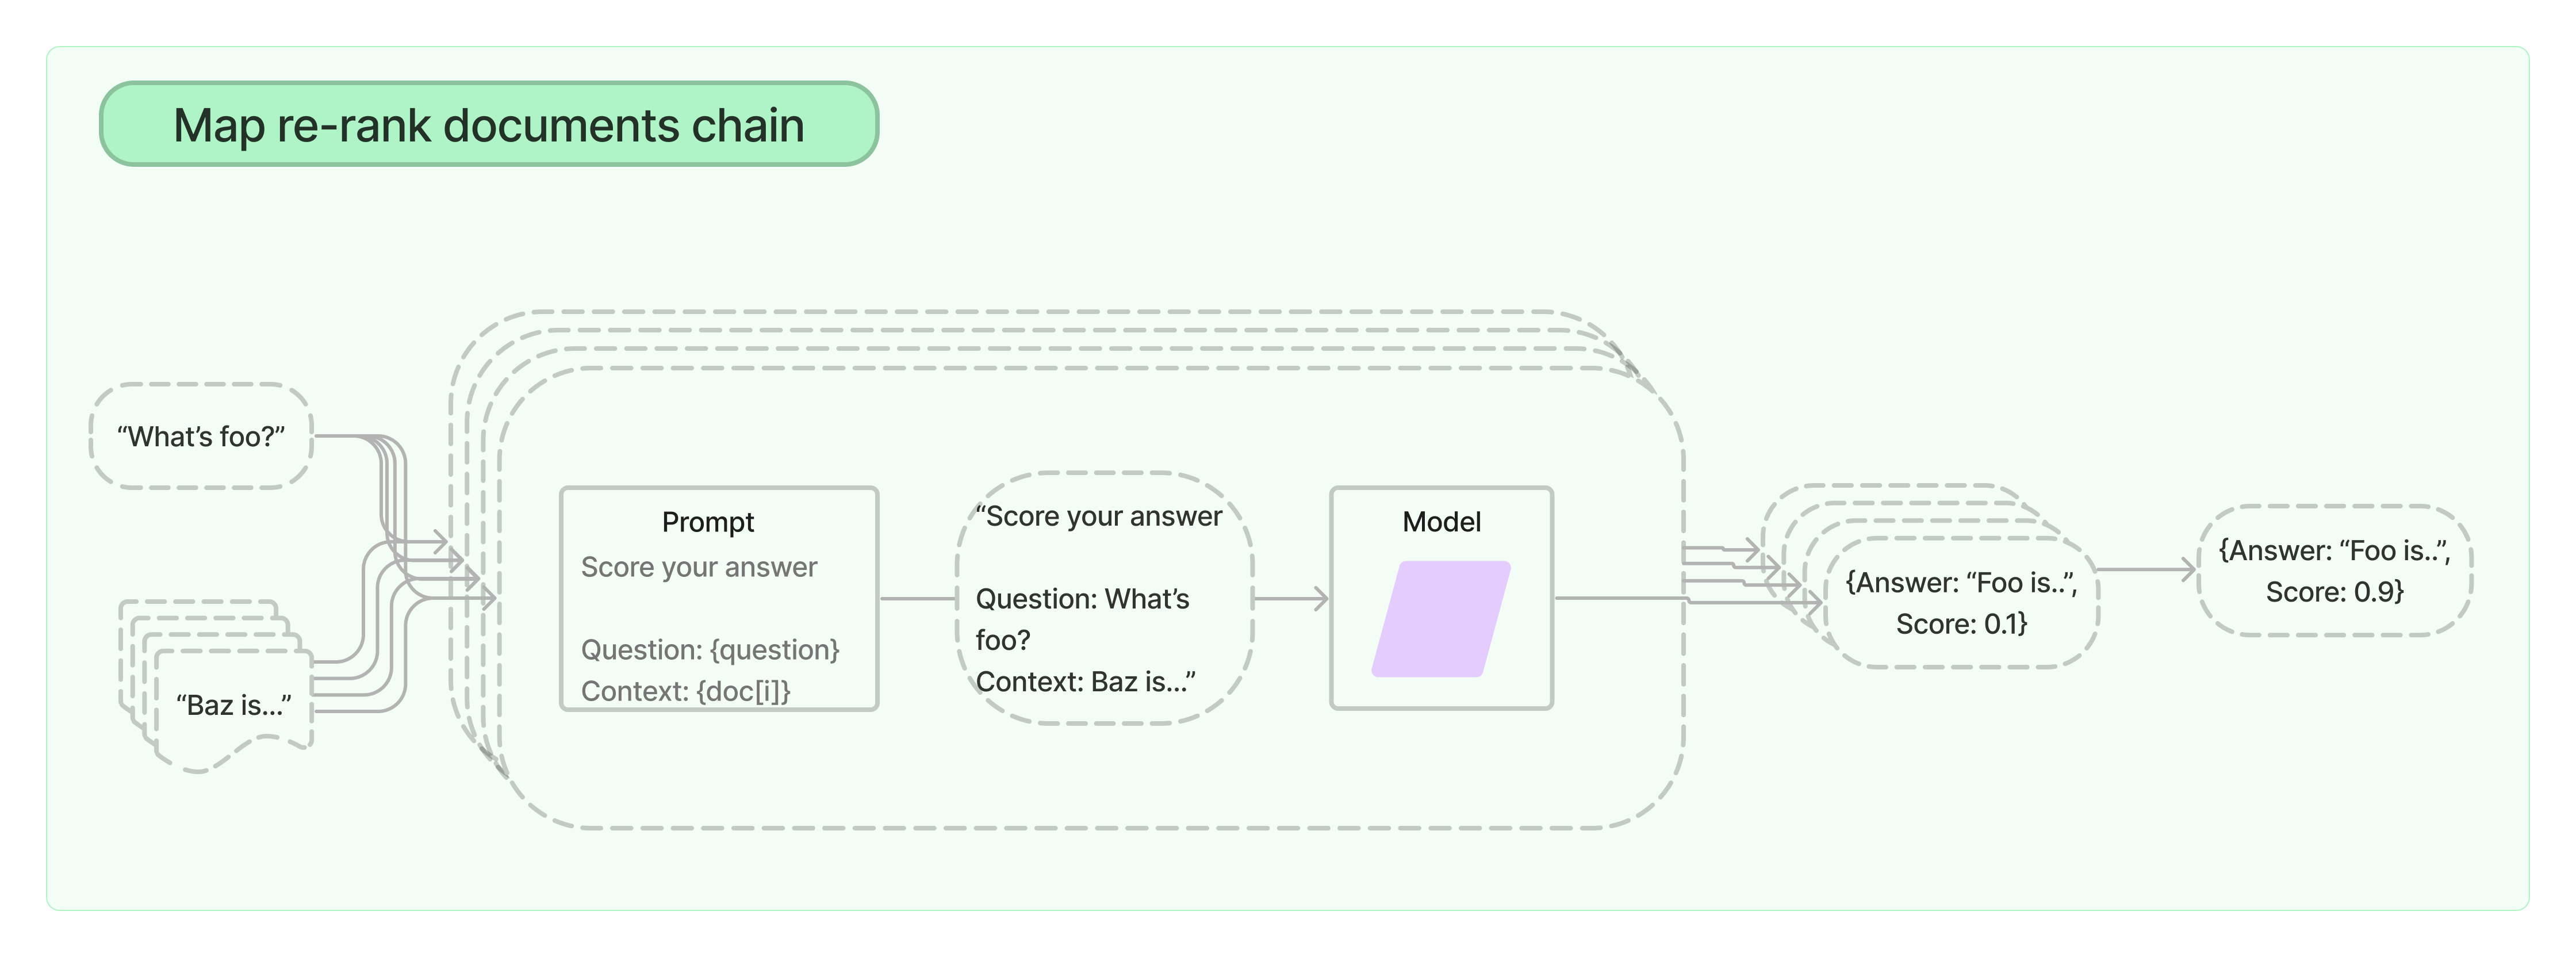 Map re-rank documents chain
“What’s foo?”
“Baz is...”
Prompt
Score your answer
Question: {question}
Context: {doc[i]}
“Score your answer
Question: What’s
foo?
Context: Baz is...”
Model
{Answer: “Foo is..”,
Score: 0.1}
{Answer: “Foo is..”,
Score: 0.9}